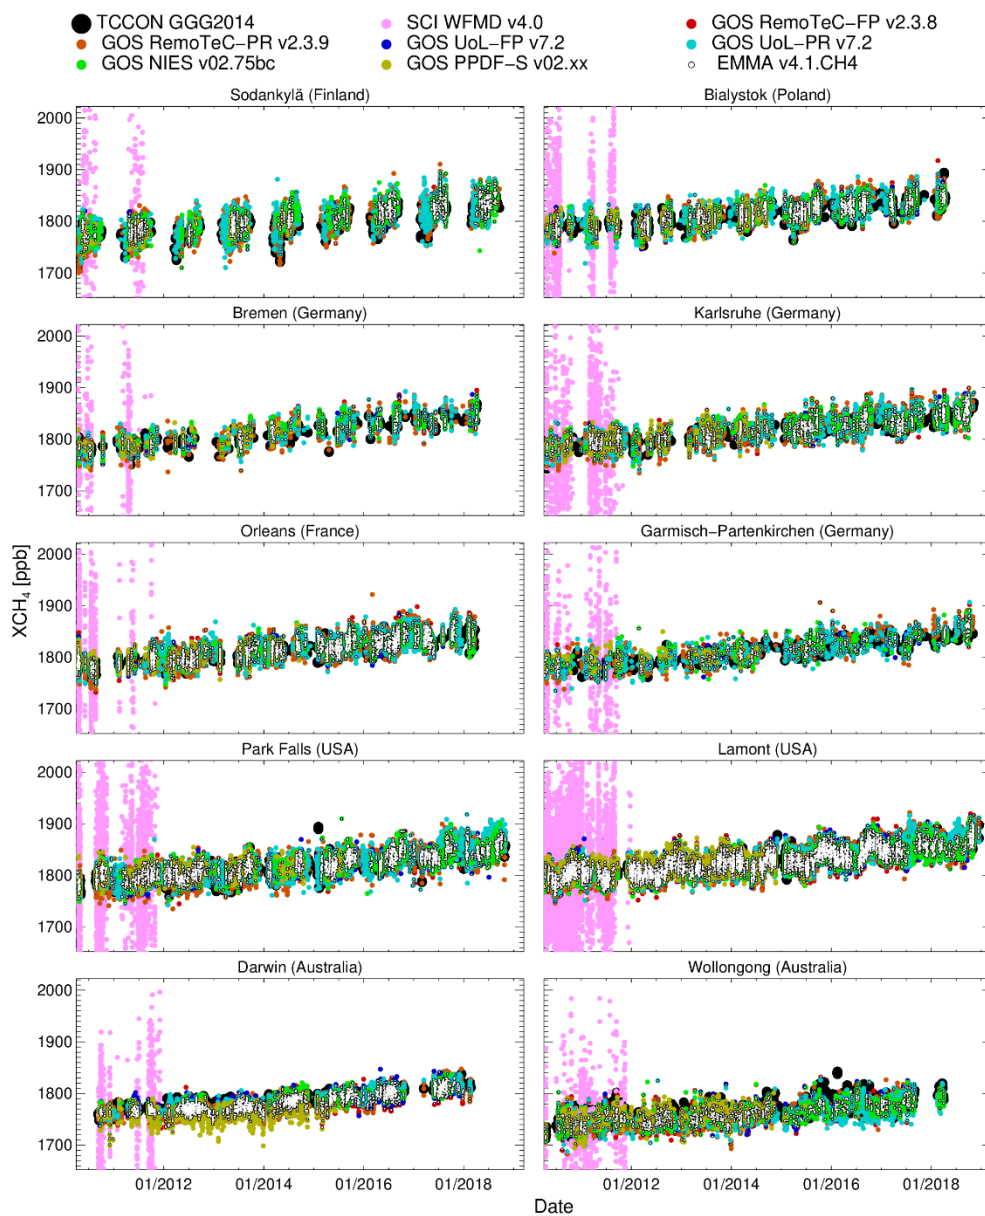 TCCON GGG2014 SCI WFMD v4.0 GOS RemoTeC−FP v2.3.8
GOS RemoTeC−PR v2.3.9 GOS UoL−FP v7.2 GOS UoL−PR v7.2
GOS NIES v02.75bc GOS PPDF−S v02.xx EMMA v4.1.CH4
Sodankylä (Finland) Bialystok (Poland)
2000
1900
1800
1700
Bremen (Germany) Karlsruhe (Germany)
2000
1900
1800
1700
Orleans (France) Garmisch−Partenkirchen (Germany)
2000
1900
1800
1700
XCH₄ [ppb]
Park Falls (USA) Lamont (USA)
2000
1900
1800
1700
Darwin (Australia) Wollongong (Australia)
2000
1900
1800
1700
01/2012 01/2014 01/2016 01/2018 01/2012 01/2014 01/2016 01/2018
Date